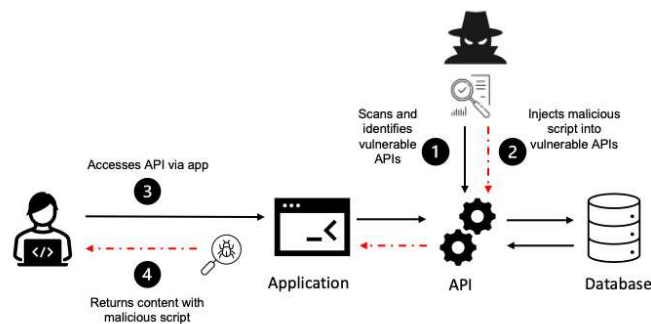 Scans and
identifies
vulnerable
APIs
1
2
Injects malicious
script into
vulnerable APIs
Accesses API via app
3
</>
4
Returns content with
malicious script
_<
Application
API
Database